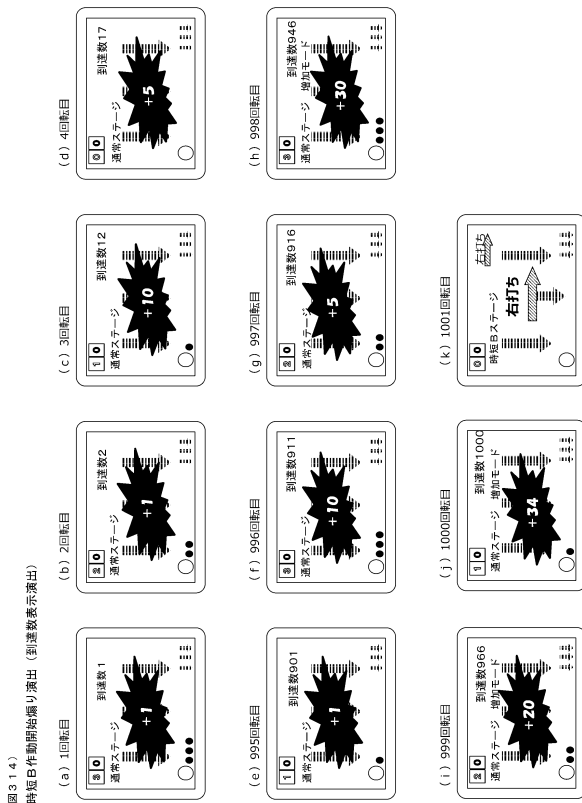 図314)
時短B作動開始煽り演出（到達数表示演出）
(a) 1回転目
3 0
通常ステージ
到達数1
+1
(b) 2回転目
2 0
通常ステージ
到達数2
+1
(c) 3回転目
1 0
通常ステージ
到達数12
+10
(d) 4回転目
0 0
通常ステージ
到達数17
+5
(e) 995回転目
1 0
通常ステージ
到達数901
+1
(f) 996回転目
3 0
通常ステージ
到達数911
+10
(g) 997回転目
2 0
通常ステージ
到達数916
+5
(h) 998回転目
3 0
通常ステージ
到達数946
増加モード
+30
(i) 999回転目
2 0
通常ステージ
到達数966
増加モード
+20
(j) 1000回転目
1 0
通常ステージ
到達数1000
増加モード
+34
(k) 1001回転目
0 0
時短Bステージ
右打ち
右打ち